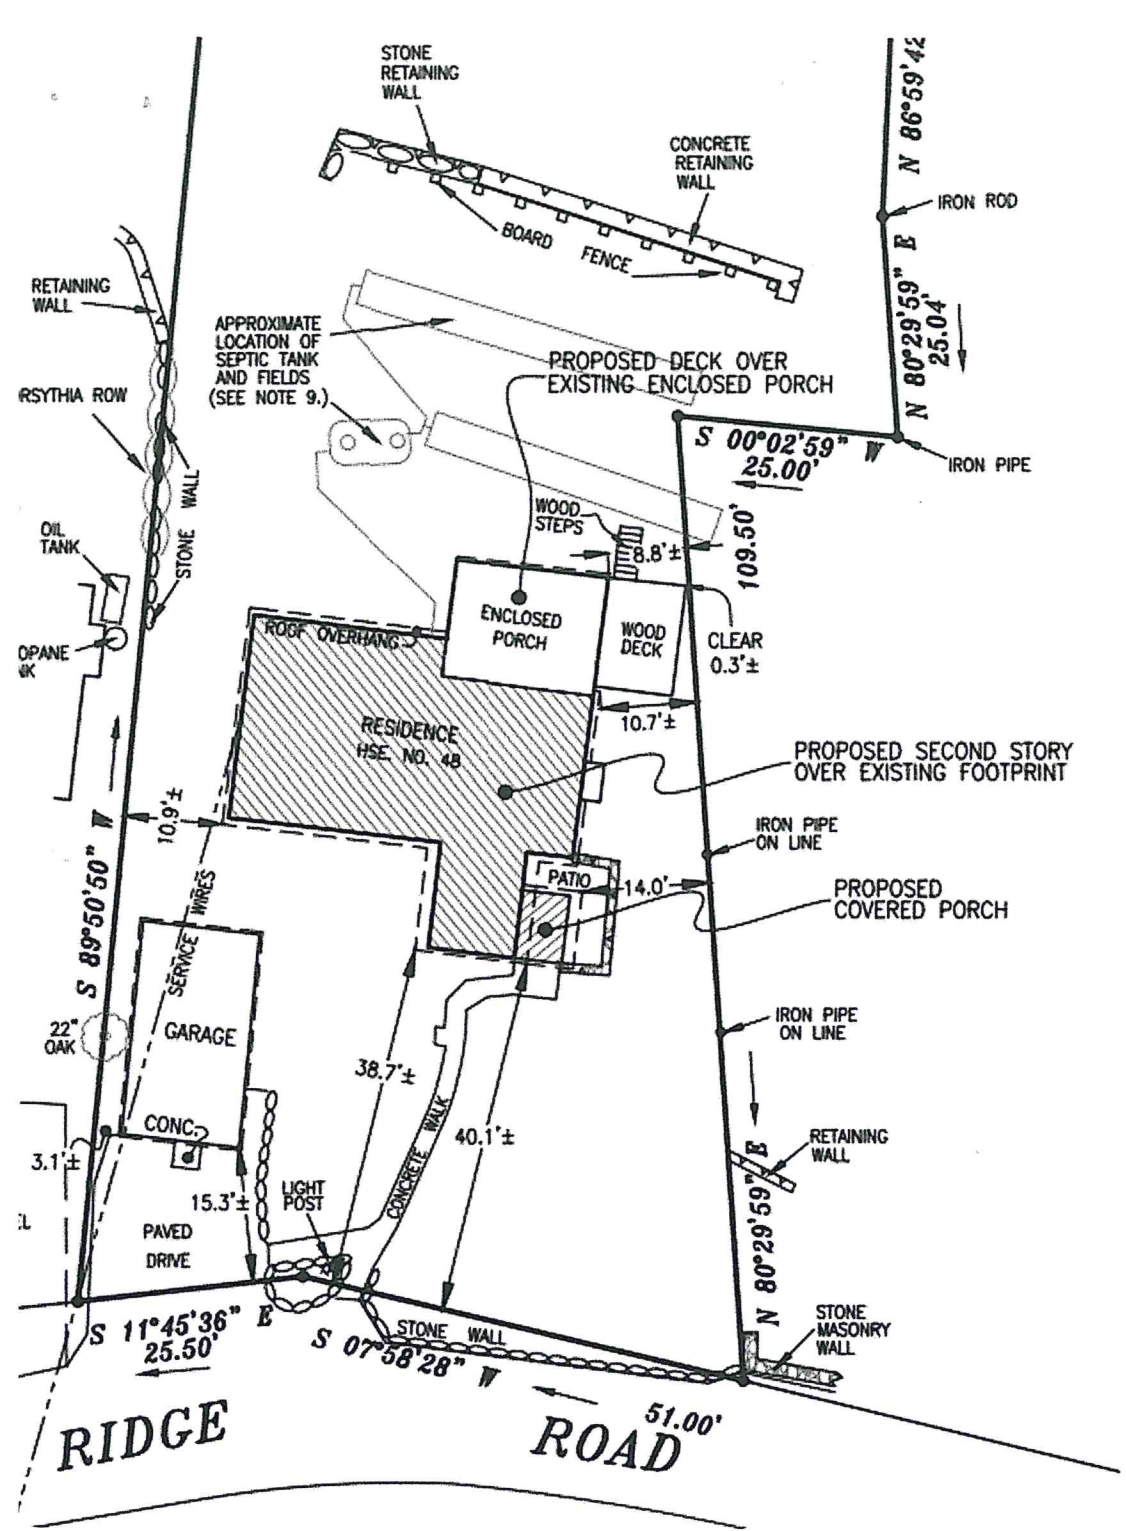 STONE
RETAINING
WALL
CONCRETE
RETAINING
WALL
N 86°59'42
IRON ROD
BOARD FENCE
RETAINING
WALL
N 80°29'59" E
25.04'
APPROXIMATE
LOCATION OF
SEPTIC TANK
AND FIELDS
(SEE NOTE 9.)
PROPOSED DECK OVER
EXISTING ENCLOSED PORCH
RSYTHIA ROW
S 00°02'59" W
25.00'
IRON PIPE
STONE WALL
WOOD
STEPS
109.50'
OIL
TANK
8.8'±
ENCLOSED
PORCH
WOOD
DECK
CLEAR
0.3'±
ROOF OVERHANG
OPANE
NK
10.7'±
RESIDENCE
HSE. NO. 48
PROPOSED SECOND STORY
OVER EXISTING FOOTPRINT
10.9'±
IRON PIPE
ON LINE
PATIO
14.0'
PROPOSED
COVERED PORCH
S 89°50'50" W
SERVICE WIRES
22"
OAK
GARAGE
IRON PIPE
ON LINE
38.7'±
CONC.
CONCRETE WALK
40.1'±
RETAINING
WALL
3.1'±
15.3'±
LIGHT
POST
EL
PAVED
DRIVE
N 80°29'59" E
S 11°45'36" E
25.50'
STONE WALL
S 07°58'28" W
51.00'
STONE
MASONRY
WALL
RIDGE ROAD